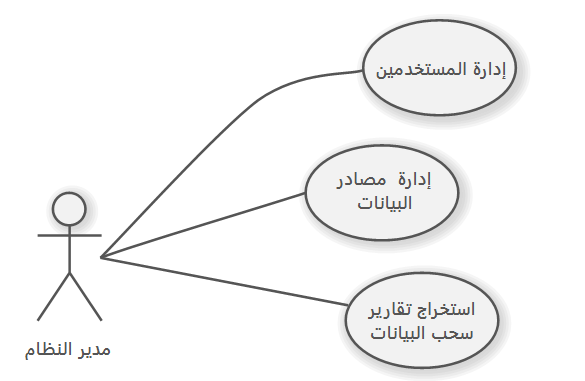 إدارة المستخدمين
إدارة مصادر
البيانات
استخراج تقارير
سحب البيانات
مدير النظام